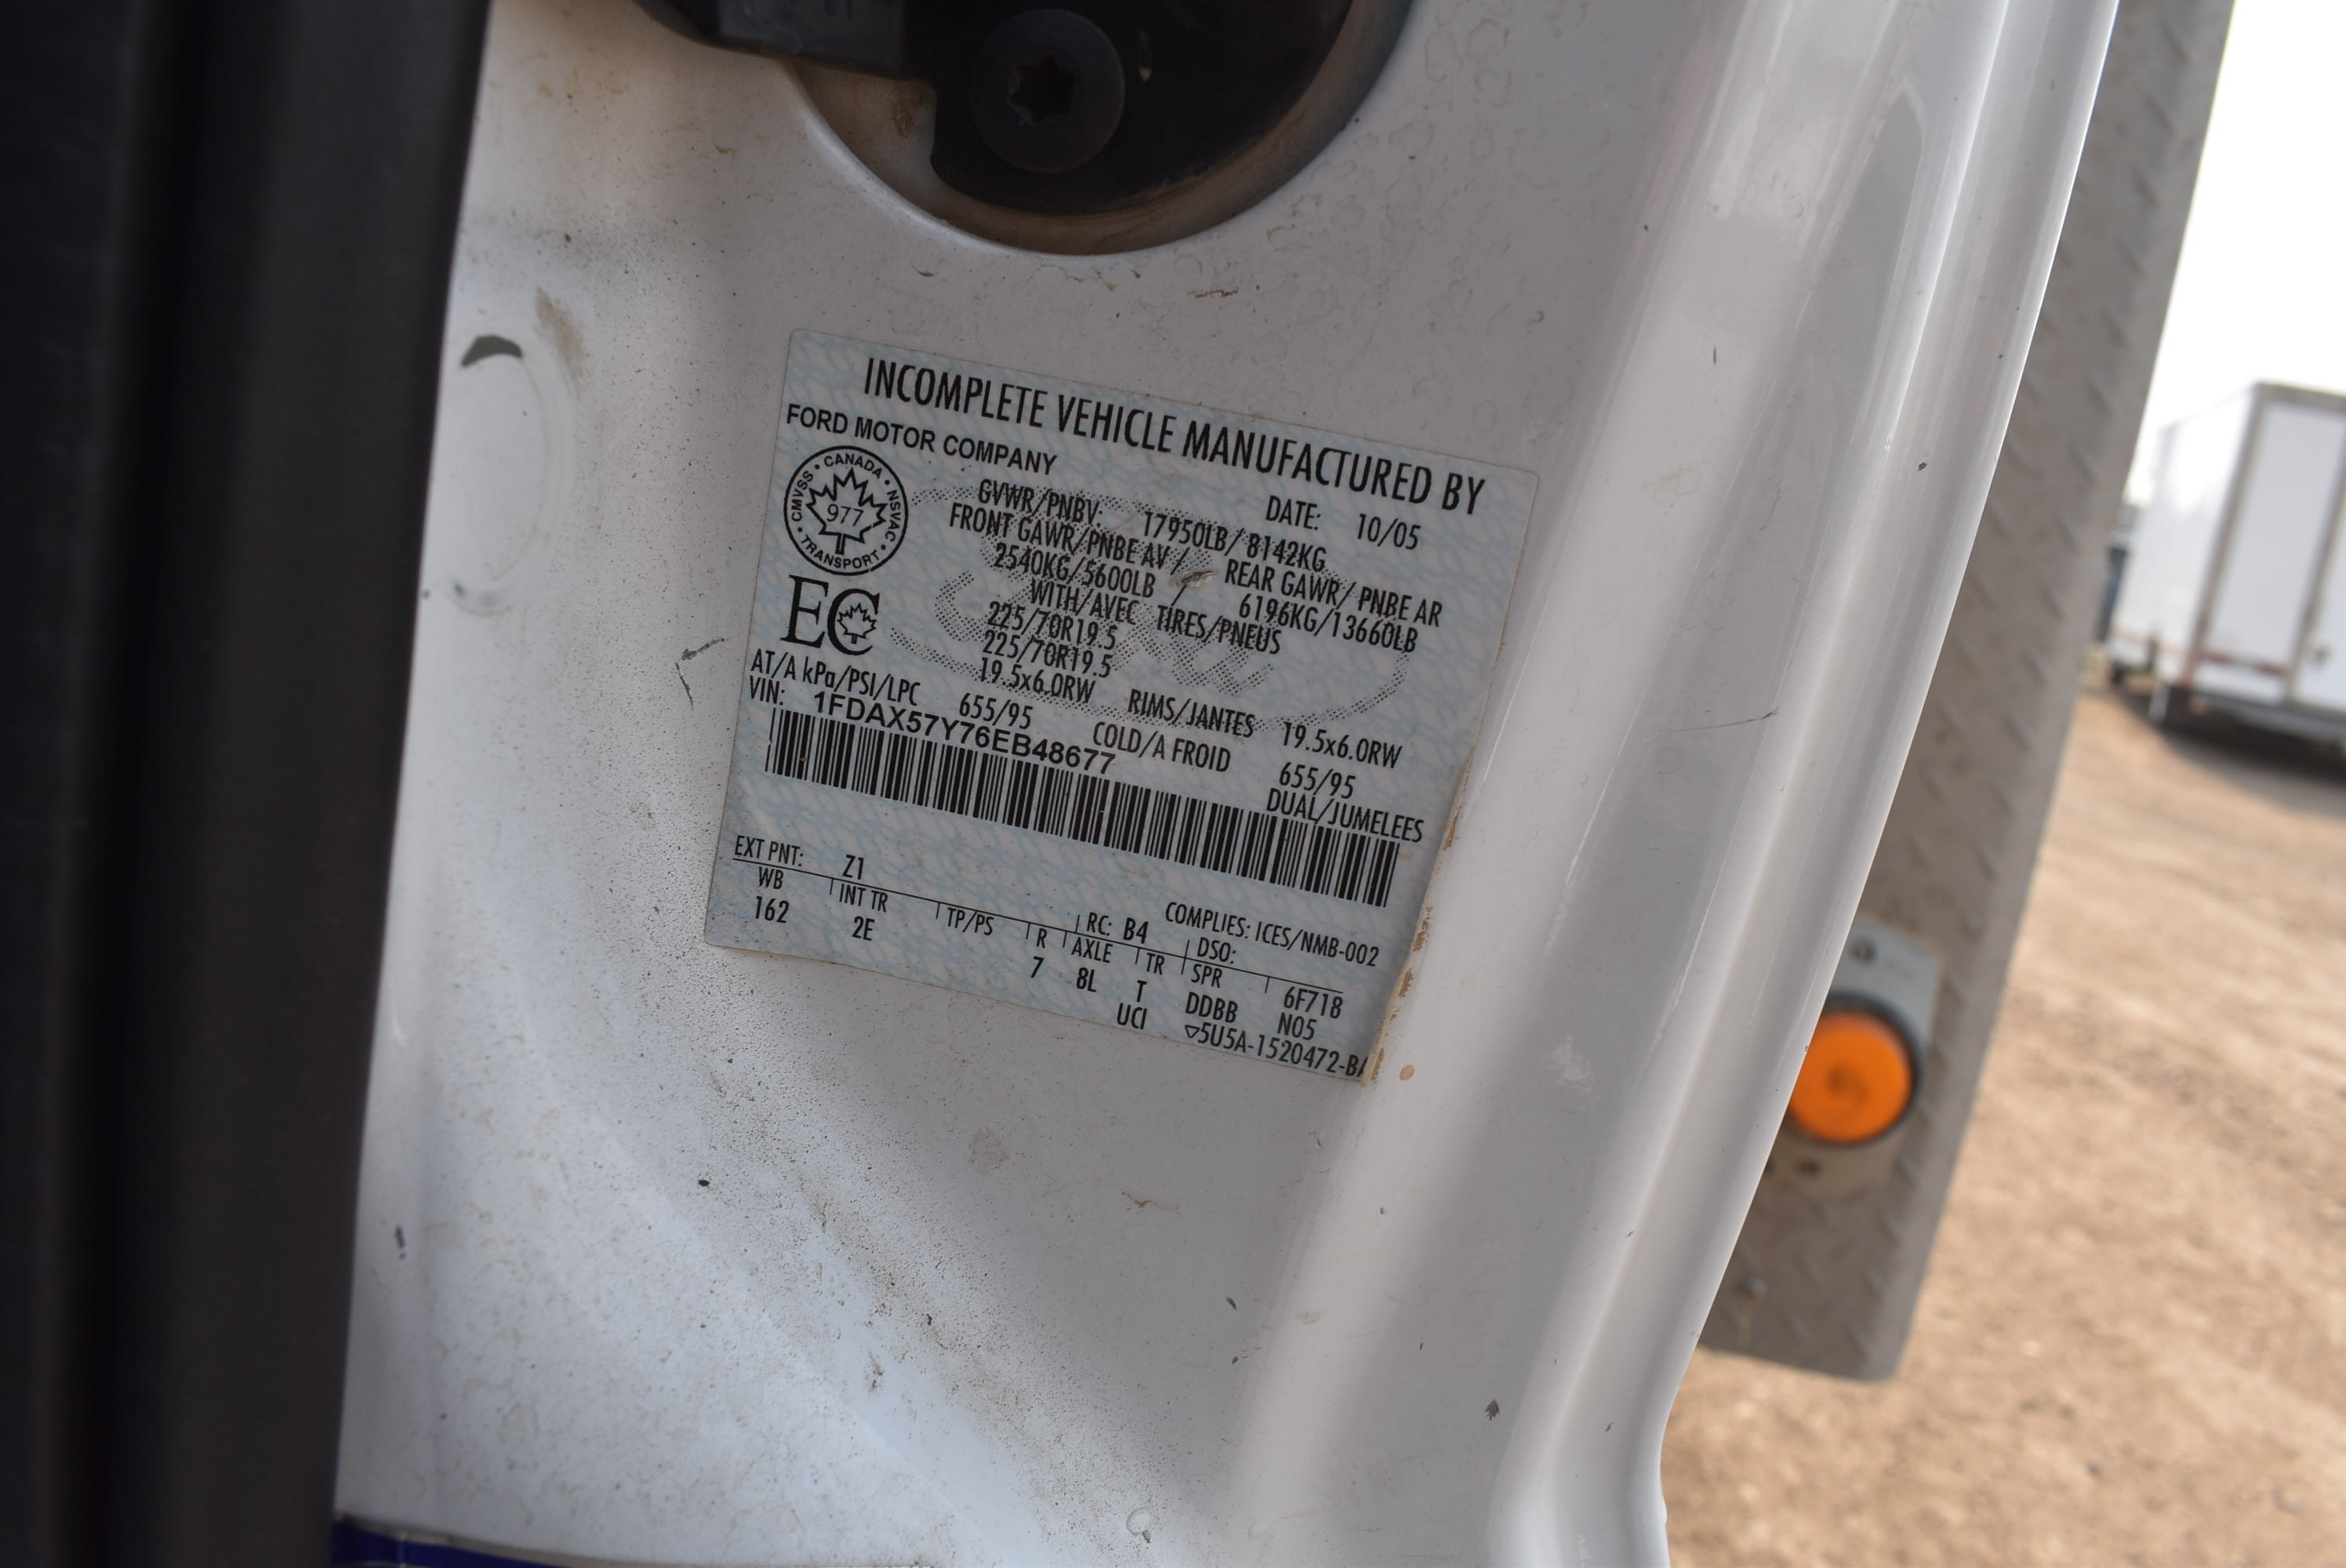 INCOMPLETE VEHICLE MANUFACTURED BY
FORD MOTOR COMPANY
DATE: 10/05
CMVSS • CANADA • NSVAC • TRANSPORT •
977
GVWR/PNBV: 17950LB/ 8142KG
FRONT GAWR/PNBE AV / REAR GAWR/ PNBE AR
2540KG/5600LB / 6196KG/13660LB
WITH/AVEC TIRES/PNEUS
225/70R19.5
225/70R19.5
EC
19.5x6.0RW RIMS/JANTES 19.5x6.0RW
AT/A kPa/PSI/LPC 655/95 COLD/A FROID 655/95
VIN: 1FDAX57Y76EB48677
DUAL/JUMELEES
EXT PNT: Z1 RC: B4 COMPLIES: ICES/NMB-002
DSO:
WB INT TR TP/PS R AXLE TR SPR 6F718
162 2E 7 8L T DDBB N05
UCI ▽5U5A-1520472-BA